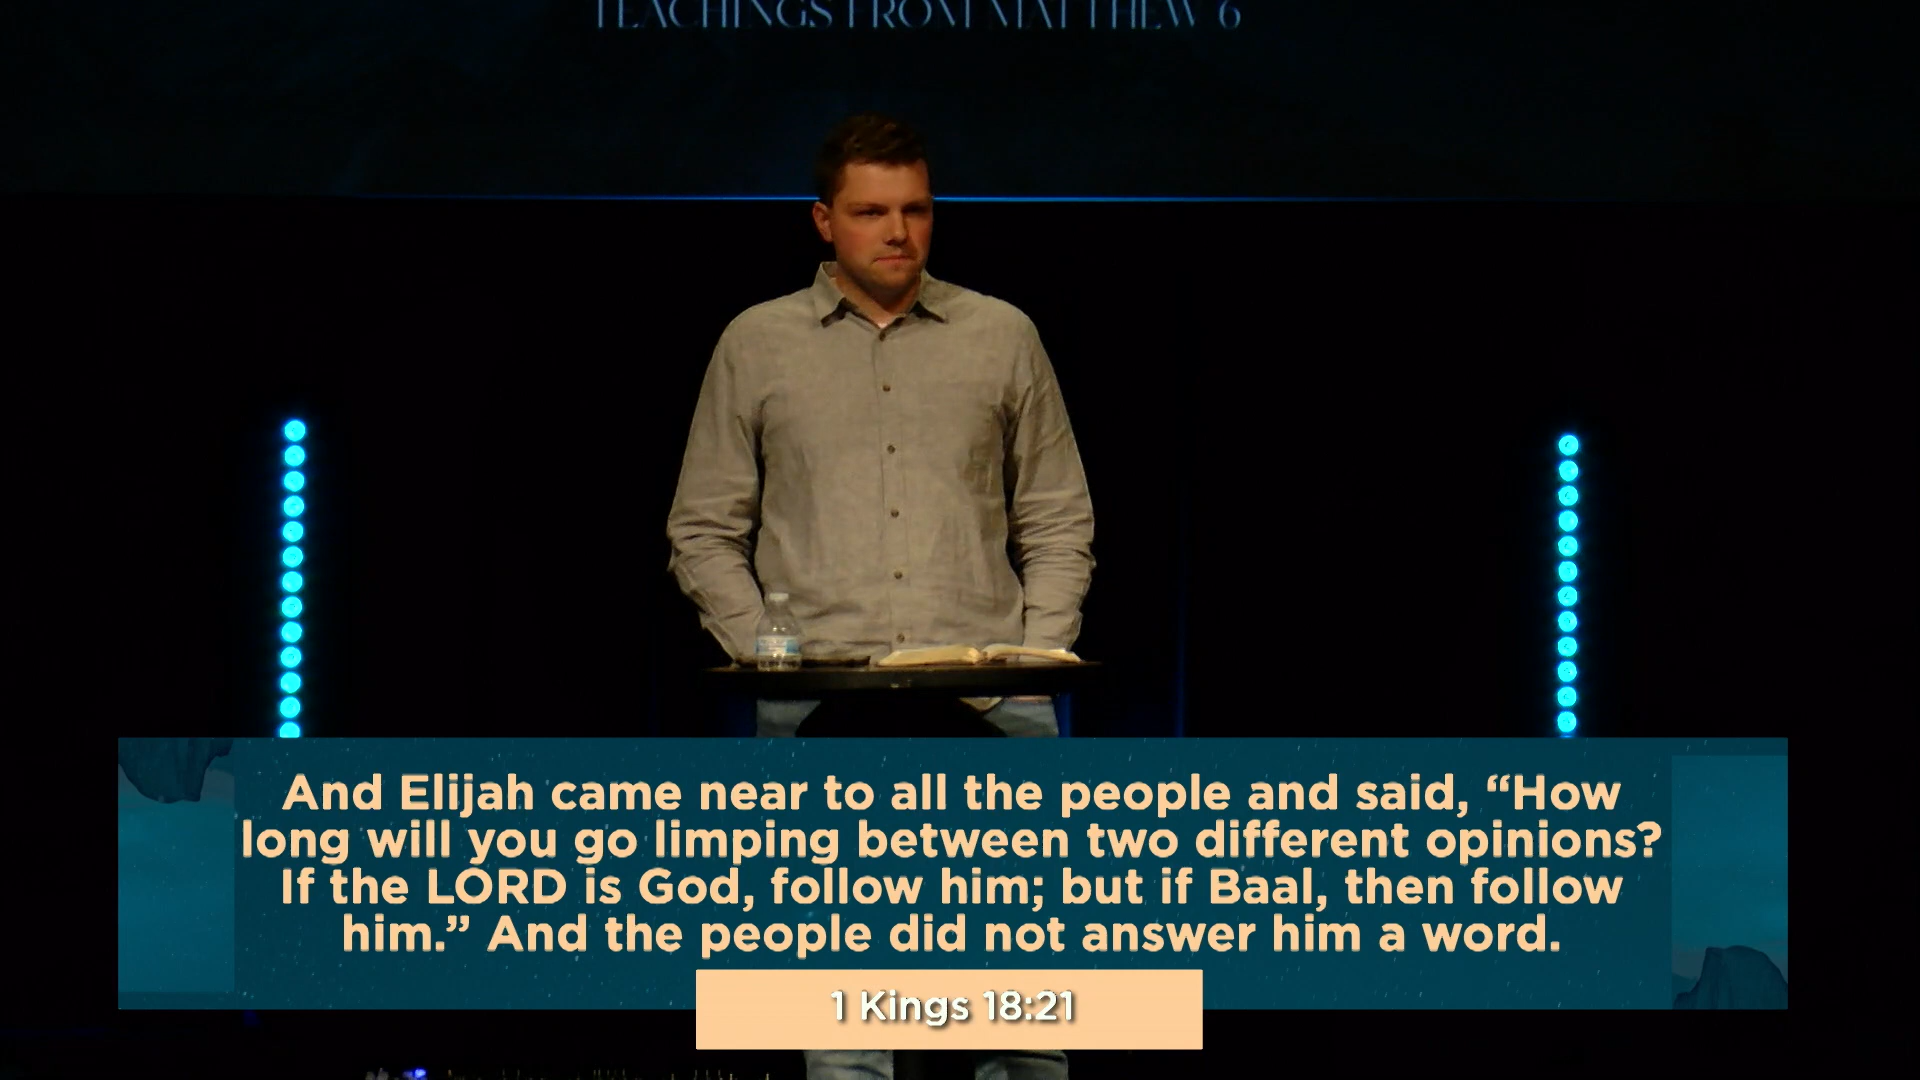 TEACHINGS FROM MATTHEW 6
And Elijah came near to all the people and said, “How
long will you go limping between two different opinions?
If the LORD is God, follow him; but if Baal, then follow
him.” And the people did not answer him a word.
1 Kings 18:21